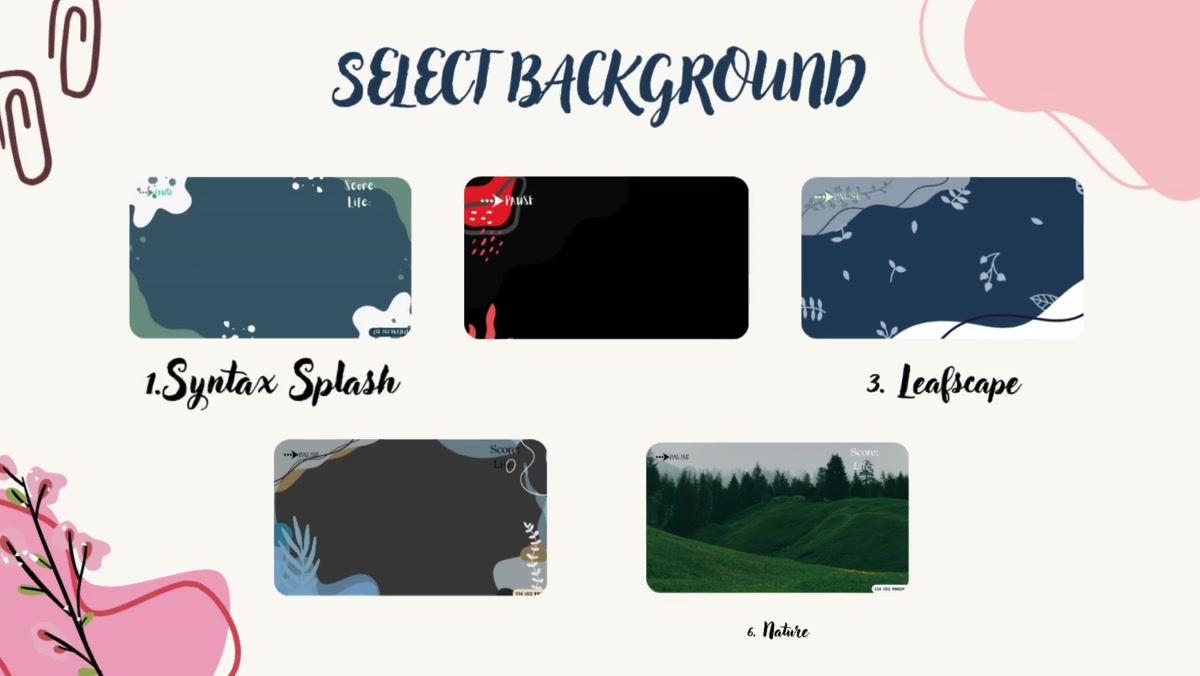 SELECT BACKGROUND
PAUSE
Score
Life:
PAUSE
PAUSE
1.Syntax Splash
3. Leafscape
PAUSE
Score:
PAUSE
Score:
6. Nature